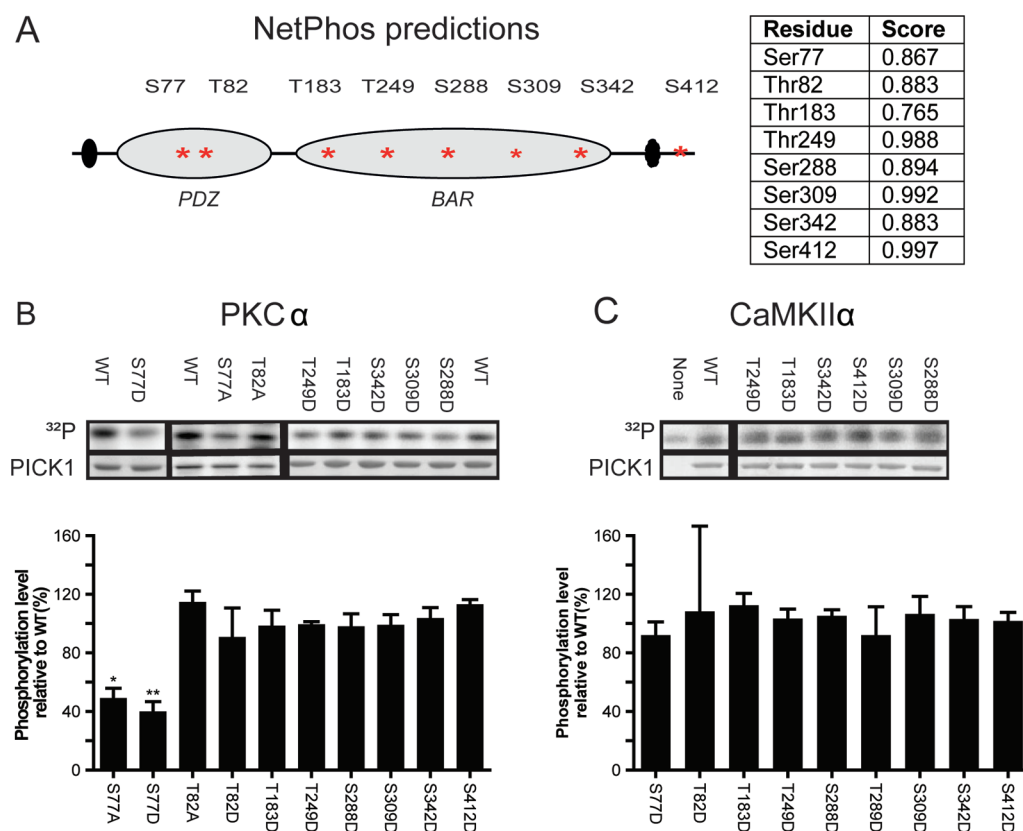 A
NetPhos predictions
S77 T82 T183 T249 S288 S309 S342 S412
* * * * * * * *
PDZ BAR
Residue Score
Ser77 0.867
Thr82 0.883
Thr183 0.765
Thr249 0.988
Ser288 0.894
Ser309 0.992
Ser342 0.883
Ser412 0.997
B
PKC α
WT S77D WT S77A T82A T249D T183D S342D S309D S288D WT
32P
PICK1
Phosphorylation level
relative to WT(%)
160
120
80
40
0
* **
S77A S77D T82A T82D T183D T249D S288D S309D S342D S412D
C
CaMKIIα
None WT T249D T183D S342D S412D S309D S288D
32P
PICK1
Phosphorylation level
relative to WT(%)
160
120
80
40
0
S77D T82D T183D T249D S288D T289D S309D S342D S412D